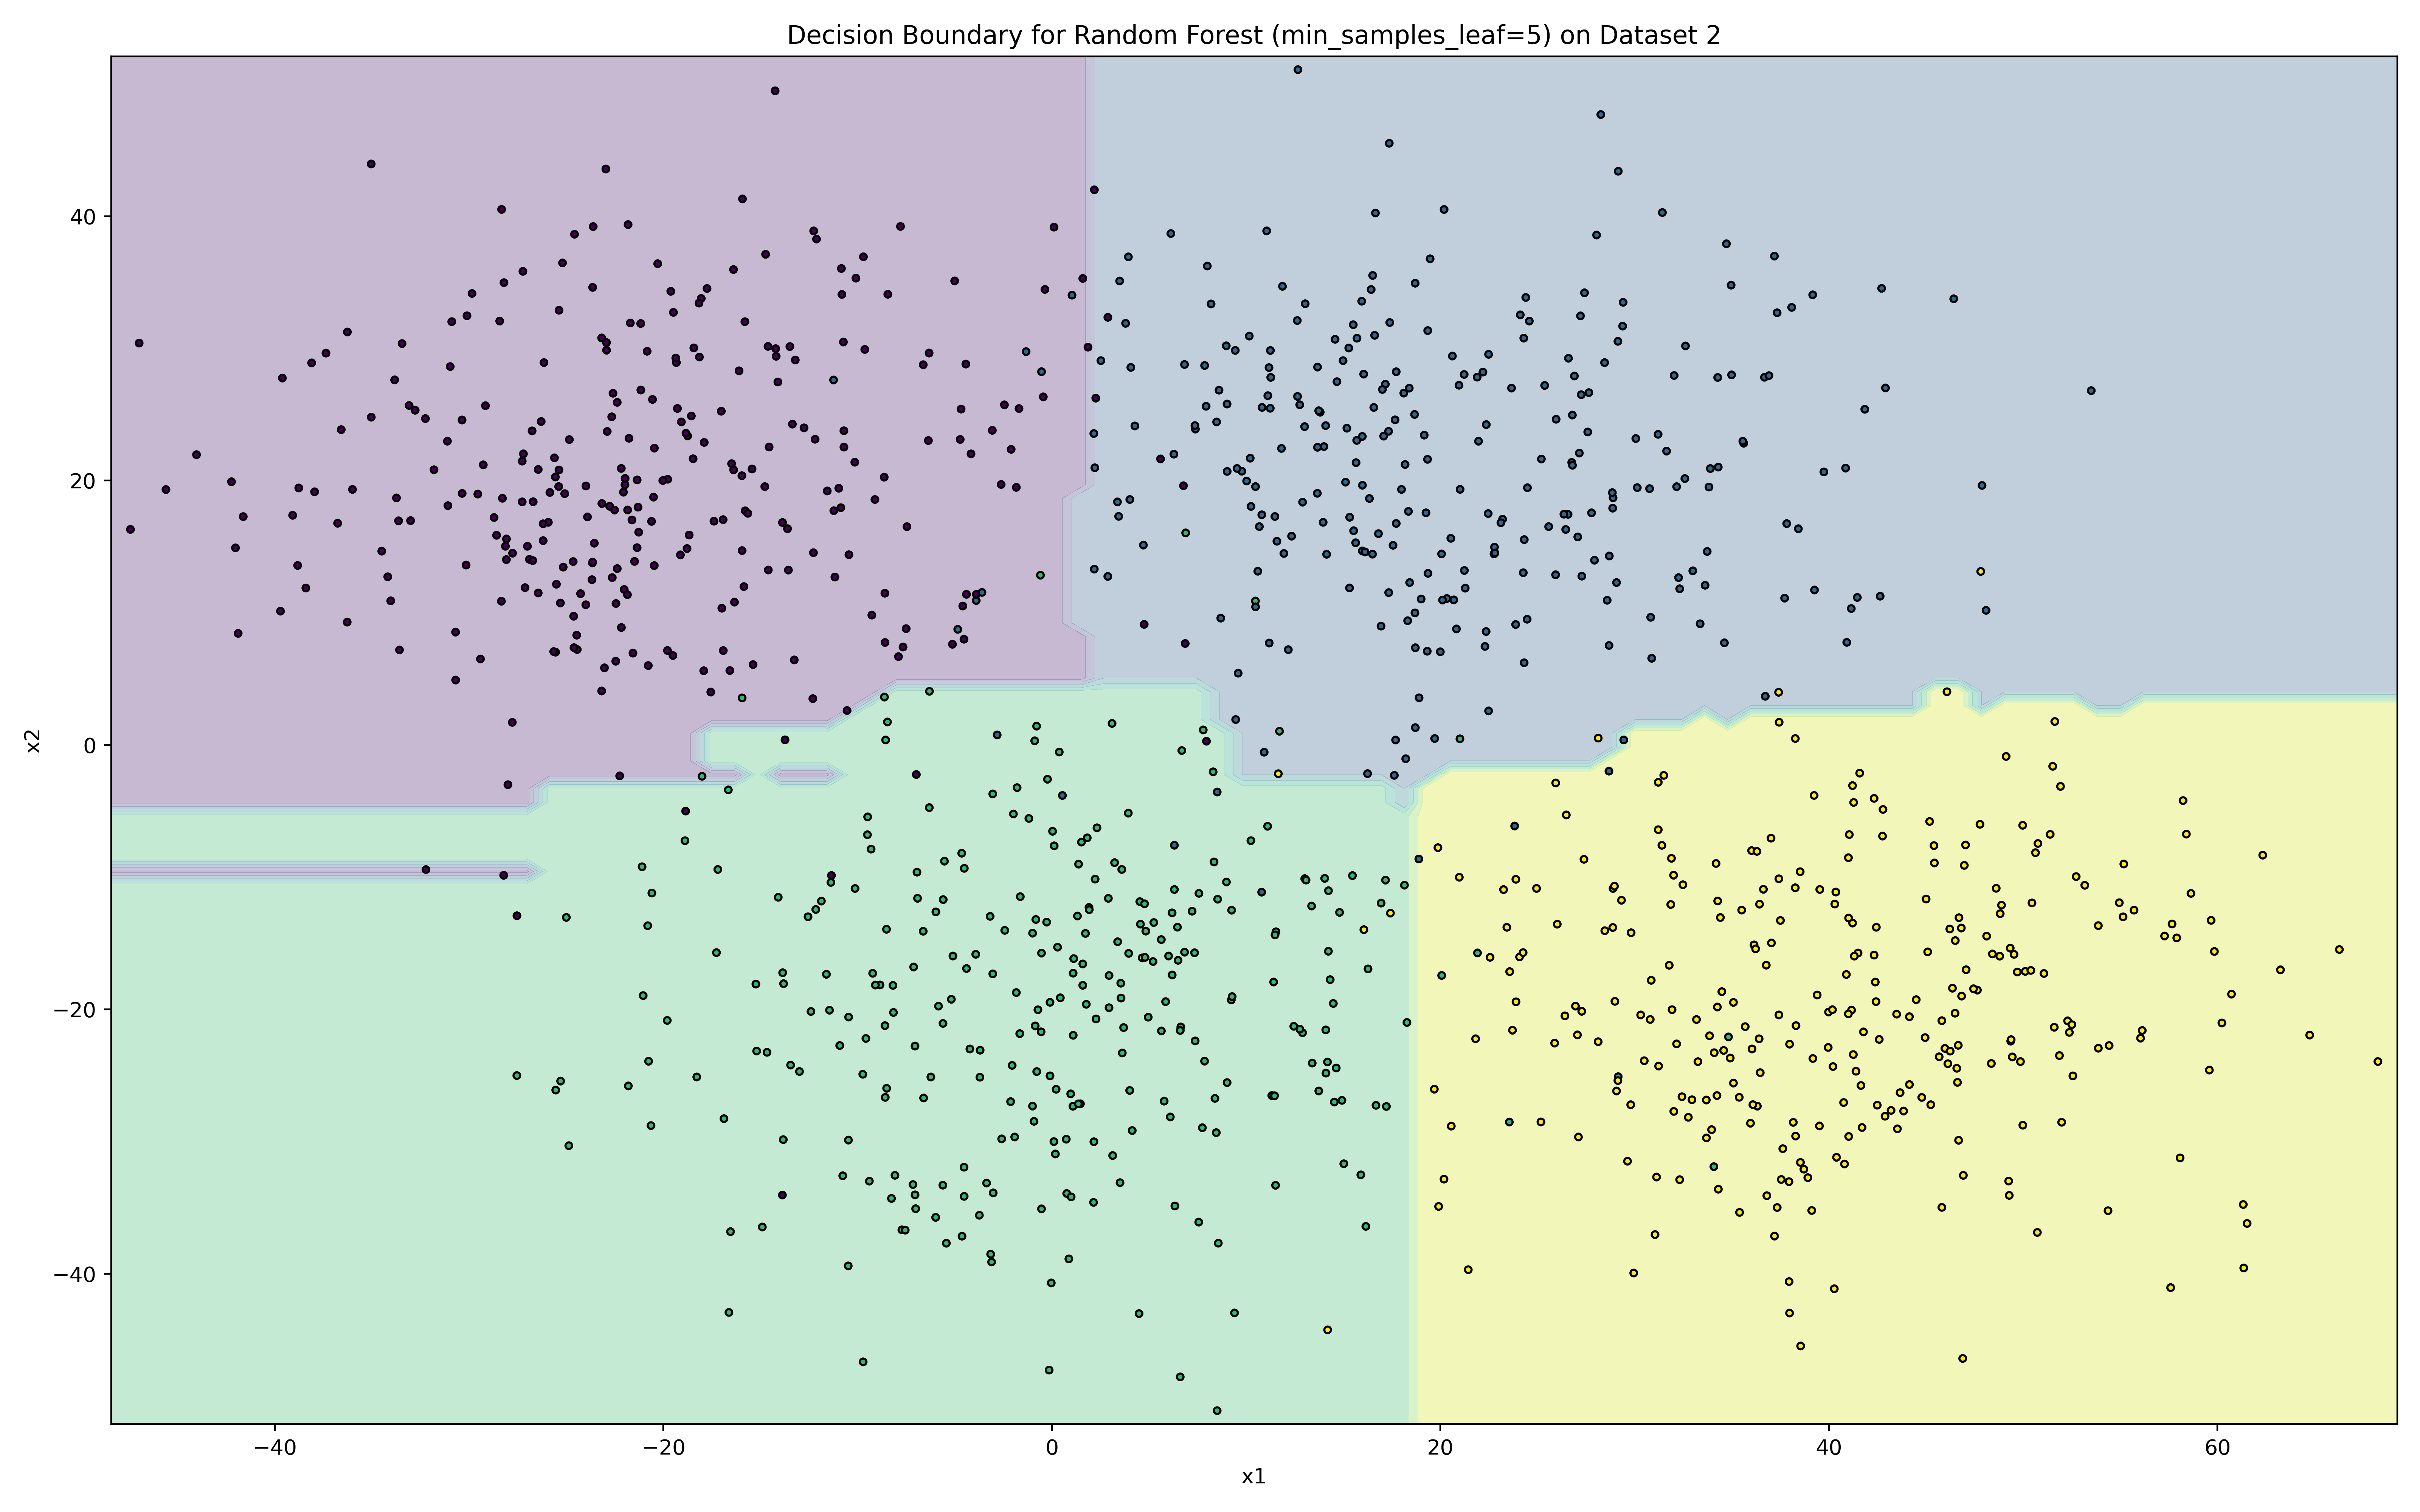 Decision Boundary for Random Forest (min_samples_leaf=5) on Dataset 2
40
20
0
−20
−40
x2
−40 −20 0 20 40 60
x1